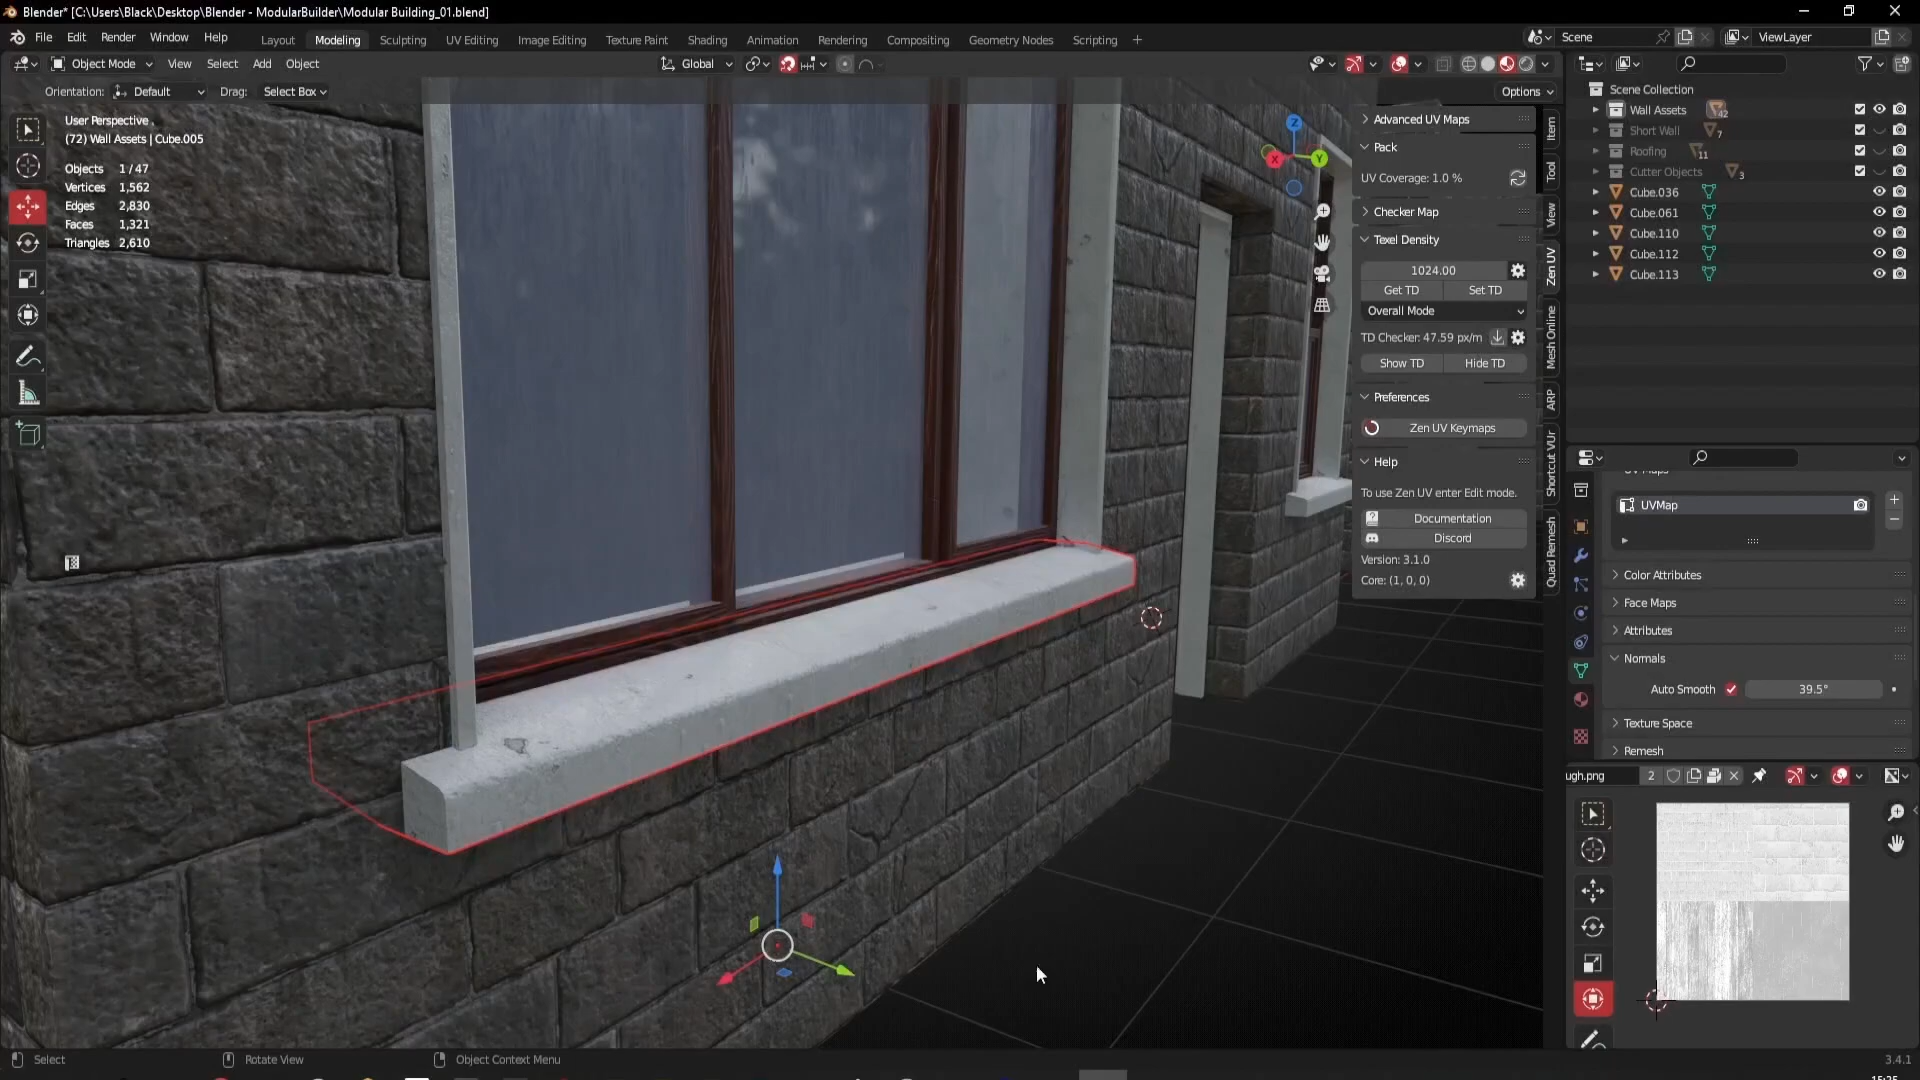 Blender* [C:\Users\Black\Desktop\Blender - ModularBuilder\Modular Building_01.blend]
File Edit Render Window Help
Layout Modeling Sculpting UV Editing Image Editing Texture Paint Shading Animation Rendering Compositing Geometry Nodes Scripting +
Scene
ViewLayer
Object Mode View Select Add Object
Global
Orientation: Default Drag: Select Box
Options
User Perspective
(72) Wall Assets | Cube.005
Objects 1/47
Vertices 1,562
Edges 2,830
Faces 1,321
Triangles 2,610
Z
X
Y
Advanced UV Maps
Pack
UV Coverage: 1.0 %
Checker Map
Texel Density
1024.00
Get TD Set TD
Overall Mode
TD Checker: 47.59 px/m
Show TD Hide TD
Preferences
Zen UV Keymaps
Help
To use Zen UV enter Edit mode.
Documentation
Discord
Version: 3.1.0
Core: (1, 0, 0)
Item
Tool
View
Zen UV
Mesh Online
ARP
Shortcut VUr
Quad Remesh
Scene Collection
Wall Assets 42
Short Wall 7
Roofing 11
Cutter Objects 3
Cube.036
Cube.061
Cube.110
Cube.112
Cube.113
UV Maps
UVMap
Color Attributes
Face Maps
Attributes
Normals
Auto Smooth 39.5°
Texture Space
Remesh
ugh.png 2
Select
Rotate View
Object Context Menu
3.4.1